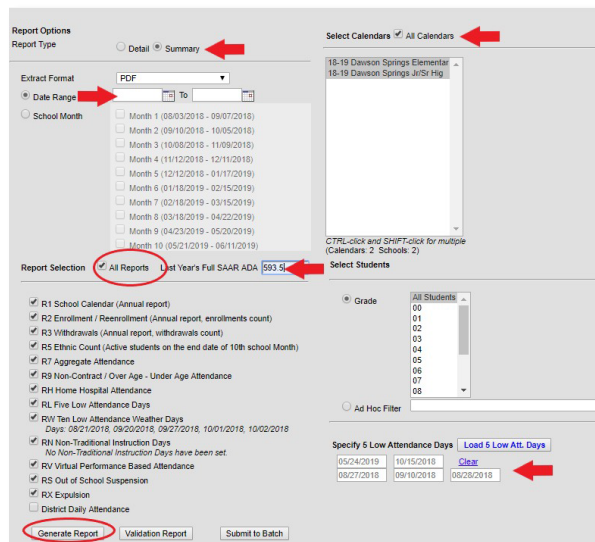 Report Options
Report Type
Detail Summary
Extract Format PDF
Date Range To
School Month
Month 1 (08/03/2018 - 09/07/2018)
Month 2 (09/10/2018 - 10/05/2018)
Month 3 (10/08/2018 - 11/09/2018)
Month 4 (11/12/2018 - 12/11/2018)
Month 5 (12/12/2018 - 01/17/2019)
Month 6 (01/18/2019 - 02/15/2019)
Month 7 (02/18/2019 - 03/15/2019)
Month 8 (03/18/2019 - 04/22/2019)
Month 9 (04/23/2019 - 05/20/2019)
Month 10 (05/21/2019 - 06/11/2019)
Report Selection All Reports Last Year's Full SAAR ADA 593.5
R1 School Calendar (Annual report)
R2 Enrollment / Reenrollment (Annual report, enrollments count)
R3 Withdrawals (Annual report, withdrawals count)
R5 Ethnic Count (Active students on the end date of 10th school Month)
R7 Aggregate Attendance
R9 Non-Contract / Over Age - Under Age Attendance
RH Home Hospital Attendance
RL Five Low Attendance Days
RW Ten Low Attendance Weather Days
Days: 08/21/2018, 09/20/2018, 09/27/2018, 10/01/2018, 10/02/2018
RN Non-Traditional Instruction Days
No Non-Traditional Instruction Days have been set.
RV Virtual Performance Based Attendance
RS Out of School Suspension
RX Expulsion
District Daily Attendance
Generate Report Validation Report Submit to Batch
Select Calendars All Calendars
18-19 Dawson Springs Elementar
18-19 Dawson Springs Jr/Sr Hig
CTRL-click and SHIFT-click for multiple
(Calendars: 2 Schools: 2)
Select Students
Grade
All Students
00
01
02
03
04
05
06
07
08
Ad Hoc Filter
Specify 5 Low Attendance Days Load 5 Low Att. Days
05/24/2019 10/15/2018 Clear
08/27/2018 09/10/2018 08/28/2018